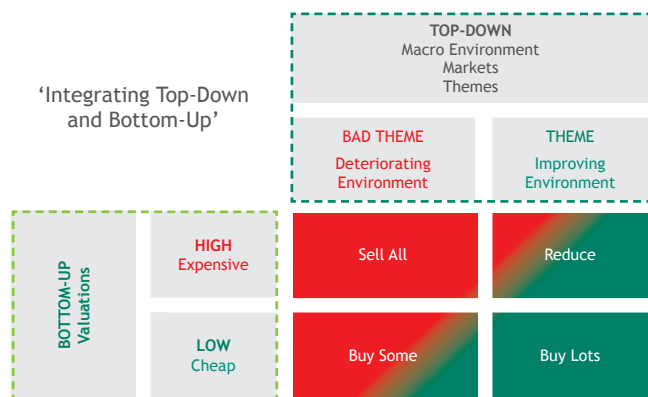 TOP-DOWN
Macro Environment
Markets
Themes
‘Integrating Top-Down
and Bottom-Up’
BAD THEME
Deteriorating
Environment
THEME
Improving
Environment
BOTTOM-UP
Valuations
HIGH
Expensive
Sell All
Reduce
LOW
Cheap
Buy Some
Buy Lots